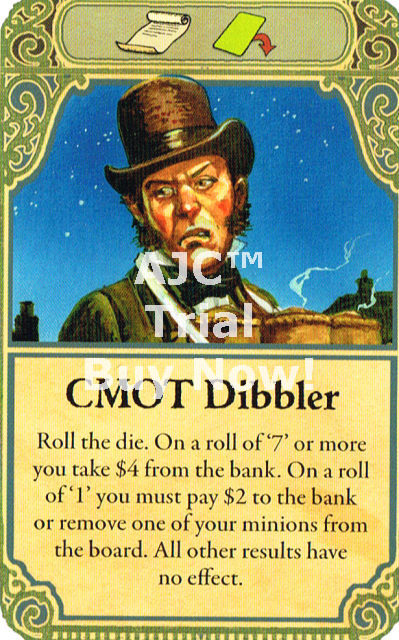 AJC™
Trial
Buy Now!
CMOT Dibbler
Roll the die. On a roll of ‘7’ or more
you take $4 from the bank. On a roll
of ‘1’ you must pay $2 to the bank
or remove one of your minions from
the board. All other results have
no effect.